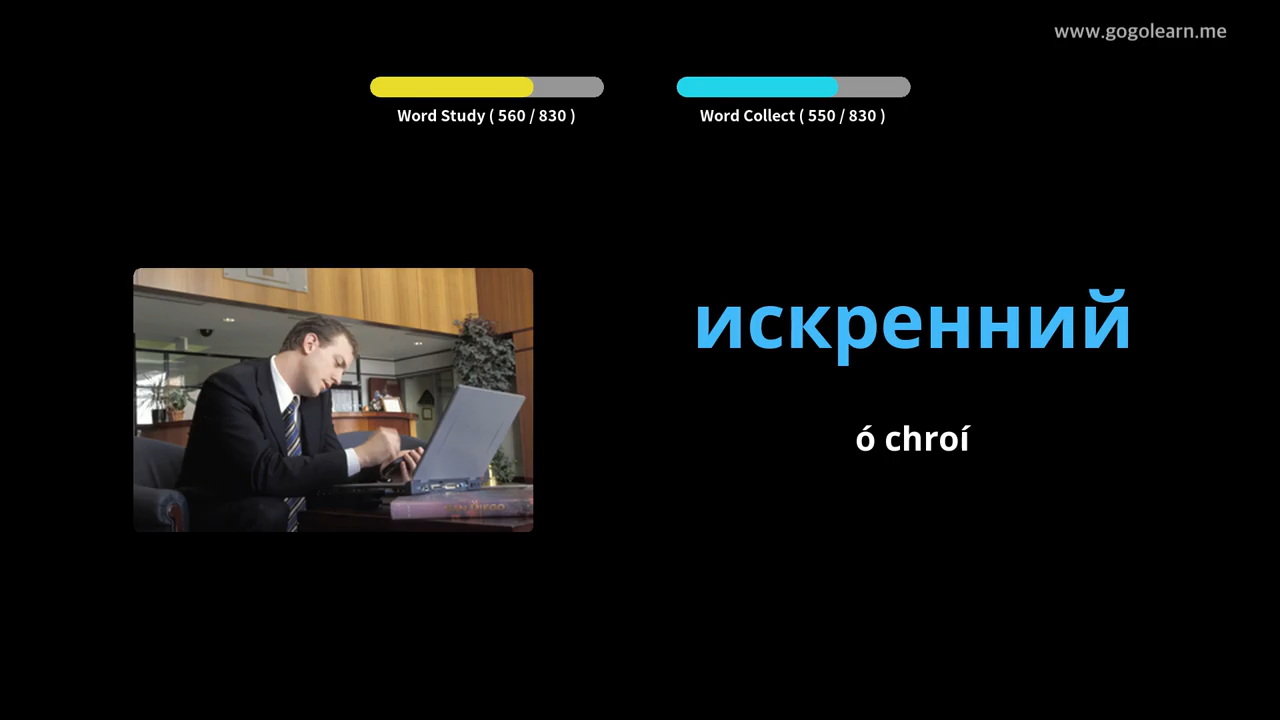 www.gogolearn.me
Word Study ( 560 / 830 )
Word Collect ( 550 / 830 )
искренний
ó chroí